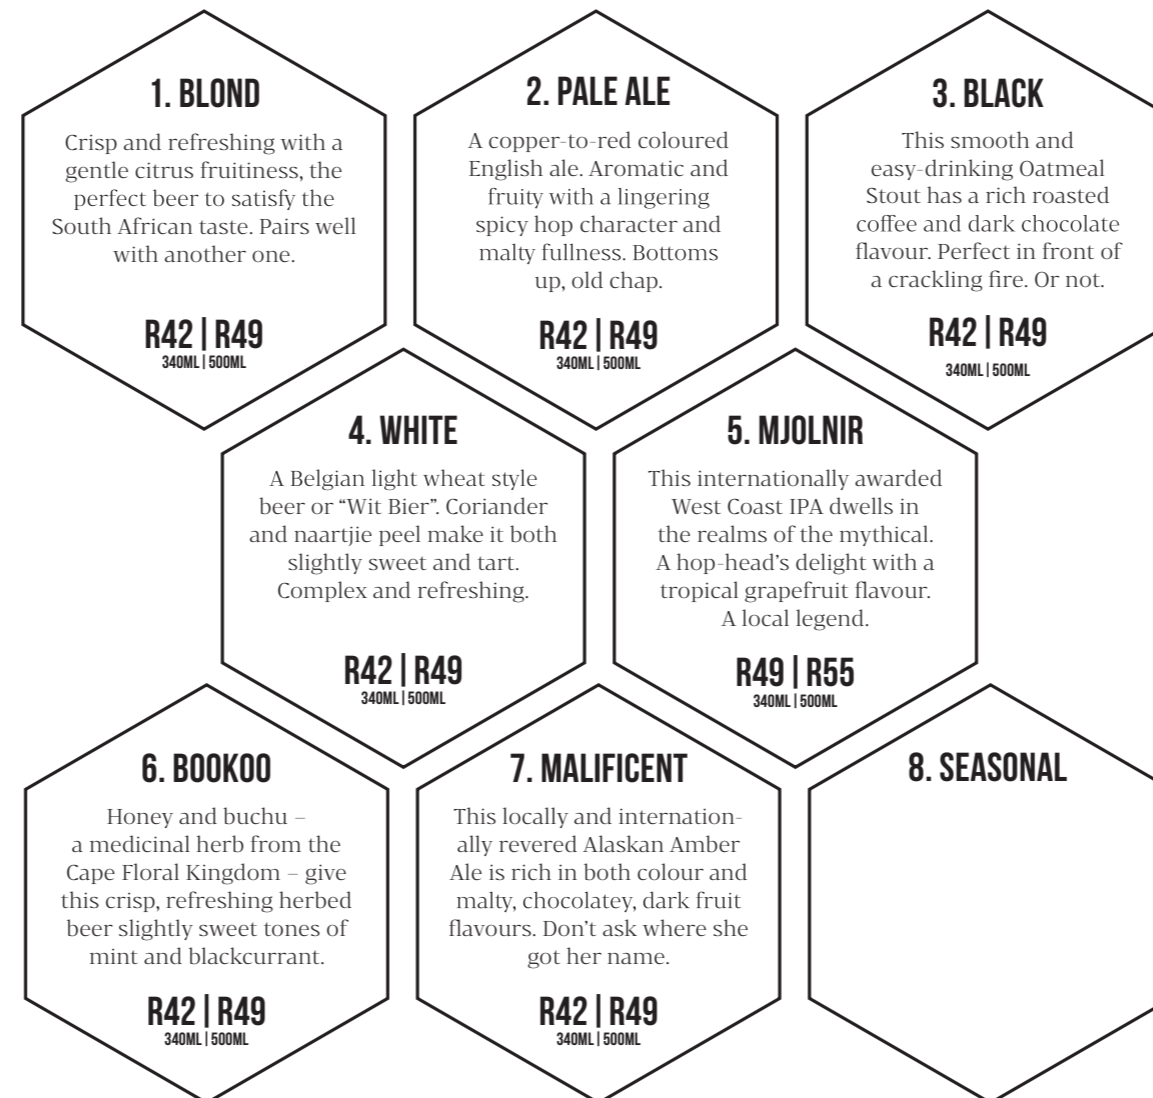 1. BLOND
Crisp and refreshing with a
gentle citrus fruitiness, the
perfect beer to satisfy the
South African taste. Pairs well
with another one.
R42 | R49
340ML | 500ML
2. PALE ALE
A copper-to-red coloured
English ale. Aromatic and
fruity with a lingering
spicy hop character and
malty fullness. Bottoms
up, old chap.
R42 | R49
340ML | 500ML
3. BLACK
This smooth and
easy-drinking Oatmeal
Stout has a rich roasted
coffee and dark chocolate
flavour. Perfect in front of
a crackling fire. Or not.
R42 | R49
340ML | 500ML
4. WHITE
A Belgian light wheat style
beer or “Wit Bier”. Coriander
and naartjie peel make it both
slightly sweet and tart.
Complex and refreshing.
R42 | R49
340ML | 500ML
5. MJOLNIR
This internationally awarded
West Coast IPA dwells in
the realms of the mythical.
A hop-head’s delight with a
tropical grapefruit flavour.
A local legend.
R49 | R55
340ML | 500ML
6. BOOKOO
Honey and buchu –
a medicinal herb from the
Cape Floral Kingdom – give
this crisp, refreshing herbed
beer slightly sweet tones of
mint and blackcurrant.
R42 | R49
340ML | 500ML
7. MALIFICENT
This locally and internation-
ally revered Alaskan Amber
Ale is rich in both colour and
malty, chocolatey, dark fruit
flavours. Don’t ask where she
got her name.
R42 | R49
340ML | 500ML
8. SEASONAL